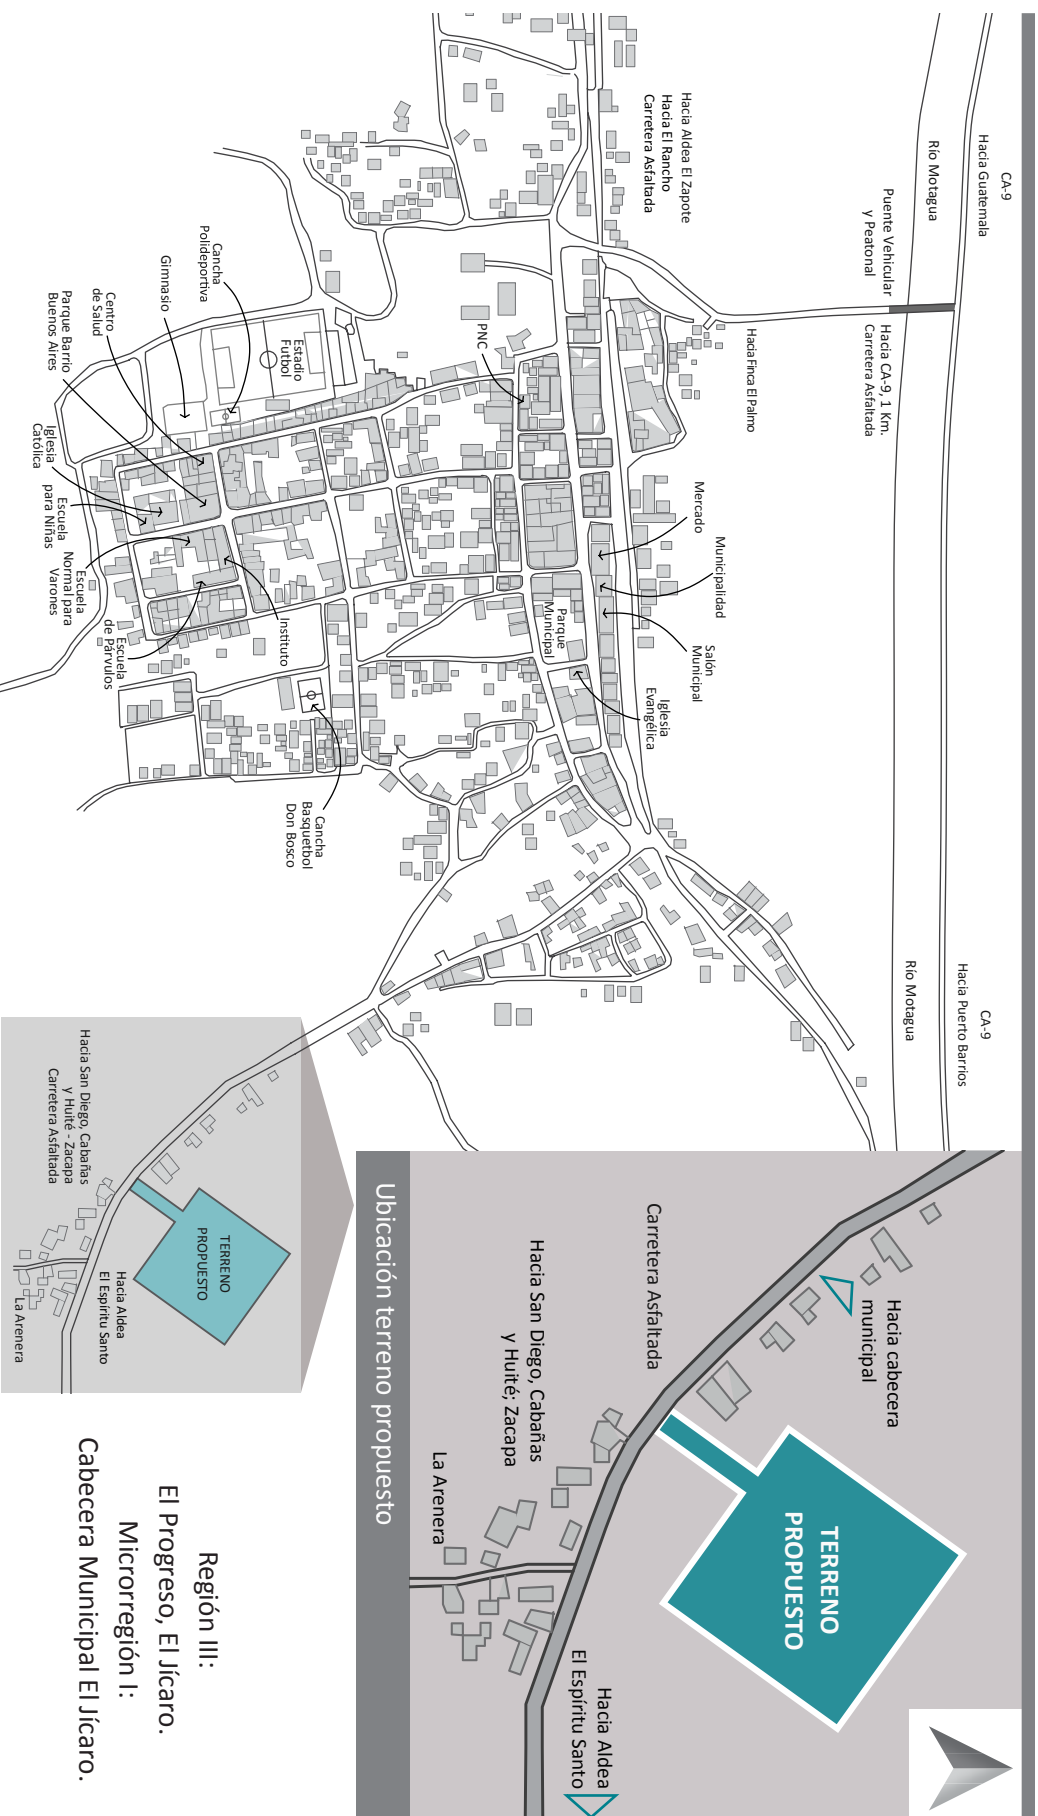 CA-9
Hacia Guatemala
Río Motagua
Puente Vehicular
y Peatonal
Hacia CA-9, 1 Km.
Carretera Asfaltada
Hacia Aldea El Zapote
Hacia El Rancho
Carretera Asfaltada
Hacia Finca El Palmo
CA-9
Hacia Puerto Barrios
Río Motagua
Mercado
Municipalidad
Salón
Municipal
Iglesia
Evangélica
Parque
Municipal
PNC
Estadio
Futbol
Cancha
Polideportiva
Gimnasio
Centro
de Salud
Parque Barrio
Buenos Aires
Iglesia
Católica
Escuela
para Niñas
Escuela
Normal para
Varones
Escuela
de Párvulos
Instituto
Cancha
Basquetbol
Don Bosco
Hacia San Diego, Cabañas
y Huité - Zacapa
Carretera Asfaltada
TERRENO
PROPUESTO
Hacia Aldea
El Espíritu Santo
La Arenera
Ubicación terreno propuesto
Hacia cabecera
municipal
Carretera Asfaltada
Hacia San Diego, Cabañas
y Huité; Zacapa
La Arenera
TERRENO
PROPUESTO
Hacia Aldea
El Espíritu Santo
Región III:
El Progreso, El Jícaro.
Microrregión I:
Cabecera Municipal El Jícaro.